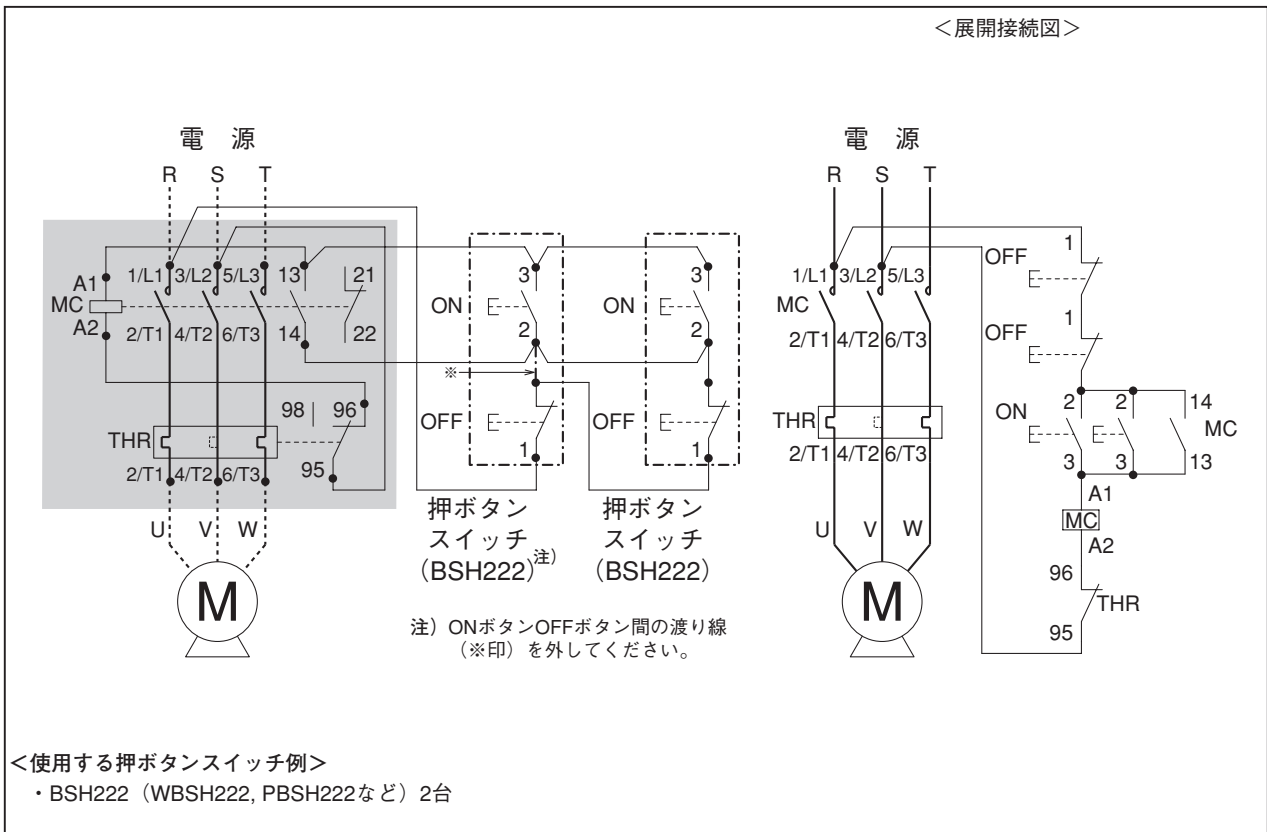 ＜展開接続図＞
電 源
R S T
A1
MC
A2
1/L1 3/L2 5/L3 13 21
2/T1 4/T2 6/T3 14 22
98 96
THR
95
2/T1 4/T2 6/T3
U V W
M
3
ON
2
※
OFF
1
押ボタン
スイッチ
（BSH222）注）
3
ON
2
OFF
1
押ボタン
スイッチ
（BSH222）
注）ONボタンOFFボタン間の渡り線
（※印）を外してください。
電 源
R S T
1/L1 3/L2 5/L3
MC
2/T1 4/T2 6/T3
THR
2/T1 4/T2 6/T3
U V W
M
1
OFF
1
OFF
2 2 14
ON MC
3 3 13
A1
MC
A2
96
THR
95
＜使用する押ボタンスイッチ例＞
・BSH222（WBSH222, PBSH222など）2台